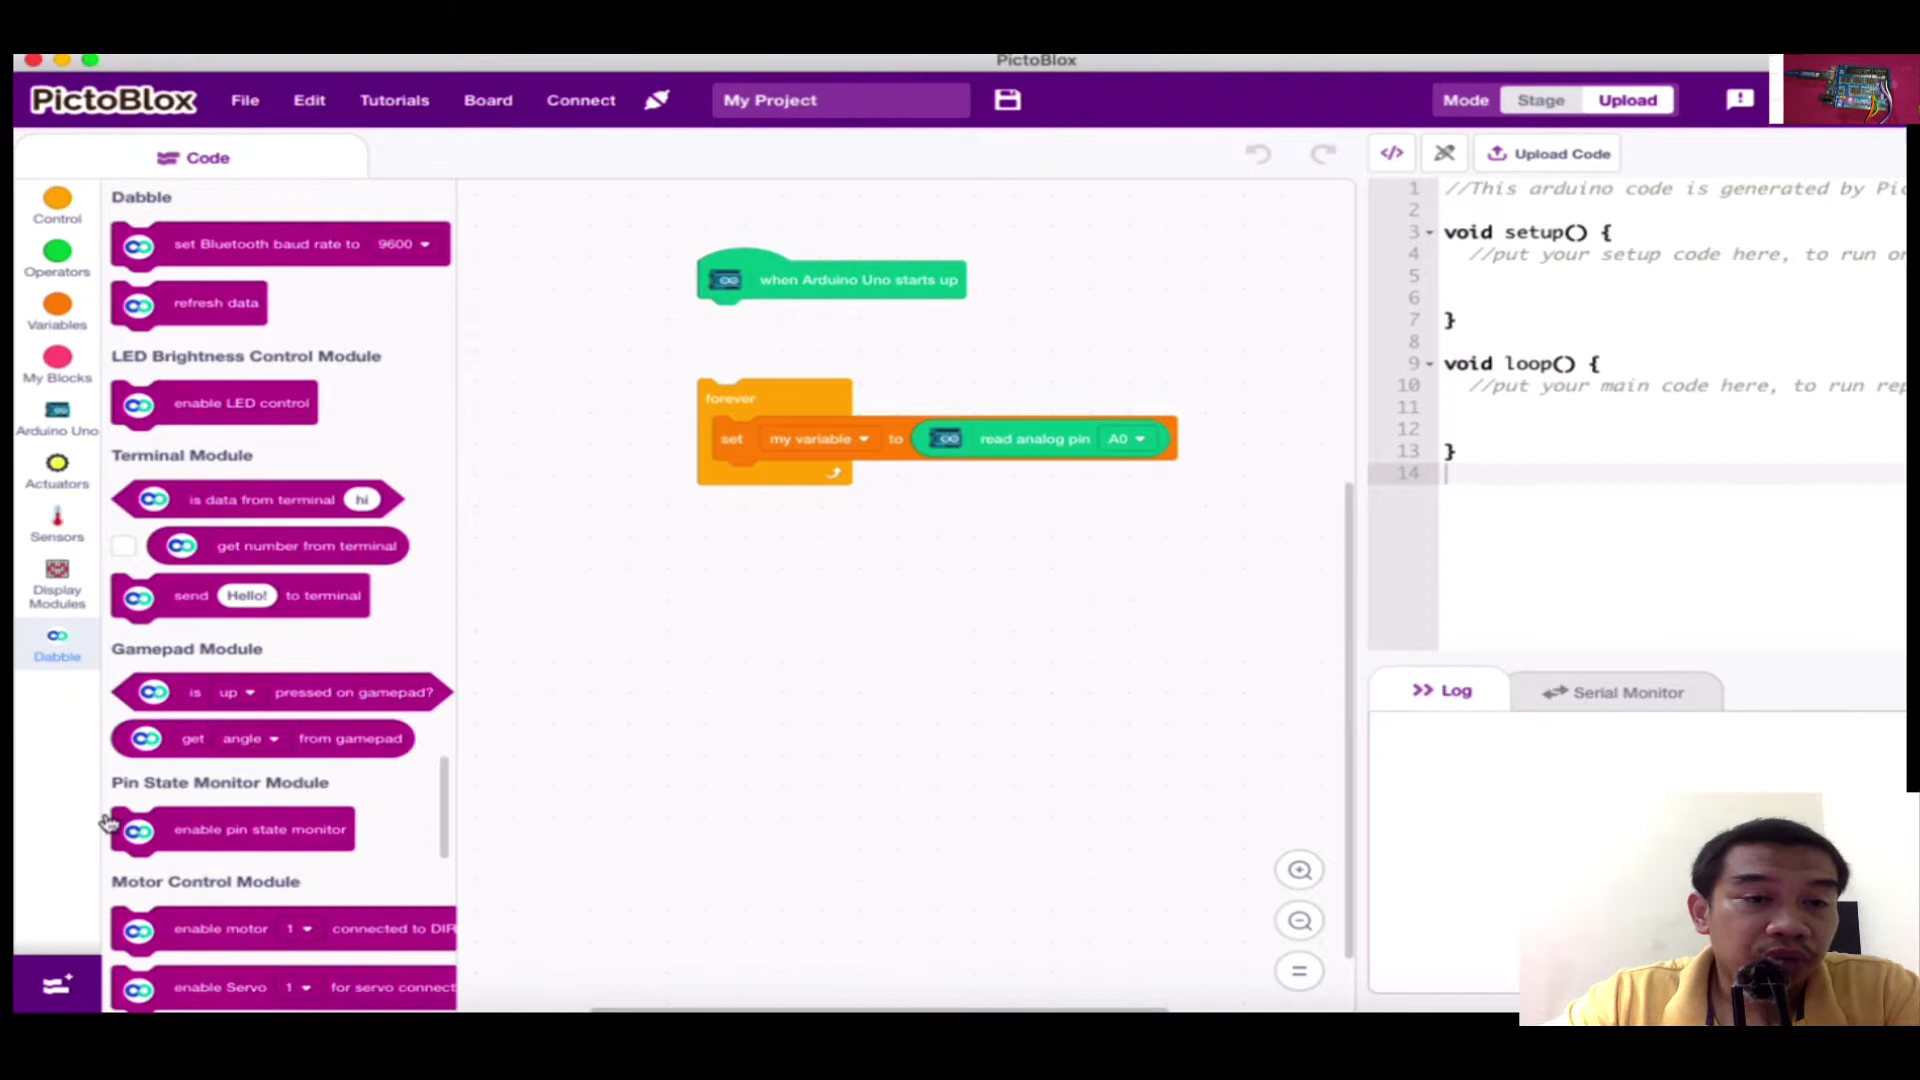 PictoBlox
PictoBlox File Edit Tutorials Board Connect My Project Mode Stage Upload
Code
Upload Code
Control
Operators
Variables
My Blocks
Arduino Uno
Actuators
Sensors
Display
Modules
Dabble
Dabble
set Bluetooth baud rate to 9600
refresh data
LED Brightness Control Module
enable LED control
Terminal Module
is data from terminal hi
get number from terminal
send Hello! to terminal
Gamepad Module
is up pressed on gamepad?
get angle from gamepad
Pin State Monitor Module
enable pin state monitor
Motor Control Module
enable motor 1 connected to DIR
enable Servo 1 for servo connect
when Arduino Uno starts up
forever
set my variable to read analog pin A0
1 //This arduino code is generated by Pic
2
3 void setup() {
4 //put your setup code here, to run on
5
6
7 }
8
9 void loop() {
10 //put your main code here, to run rep
11
12
13 }
14
Log Serial Monitor